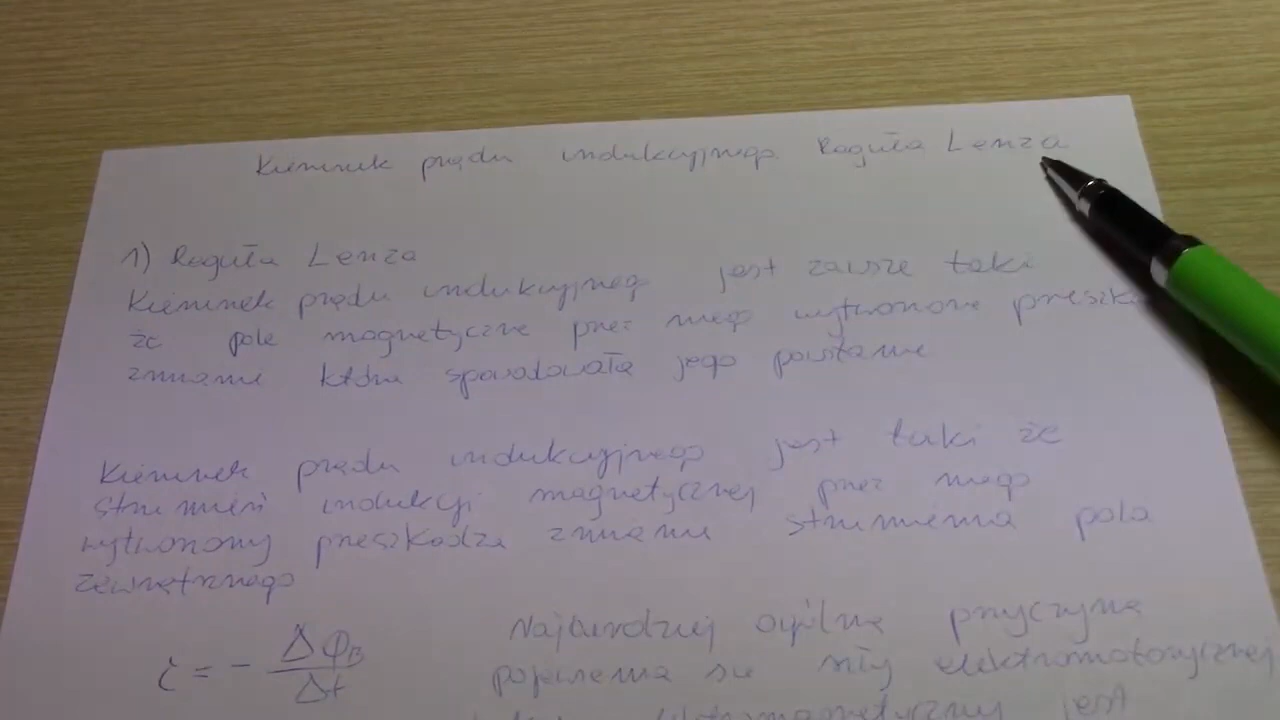 Kierunek prądu indukcyjnego. Reguła Lenza
1) Reguła Lenza
Kierunek prądu indukcyjnego jest zawsze taki
że pole magnetyczne przez niego wytworzone przeszka
zmianie która spowodowała jego powstanie
Kierunek prądu indukcyjnego jest taki że
strumień indukcji magnetycznej przez niego
wytworzony przeszkadza zmianie strumienia pola
zewnętrznego
Najbardziej ogólną przyczyną
ε = - ΔφB / Δt
pojawienia się siły elektromotorycznej
jest